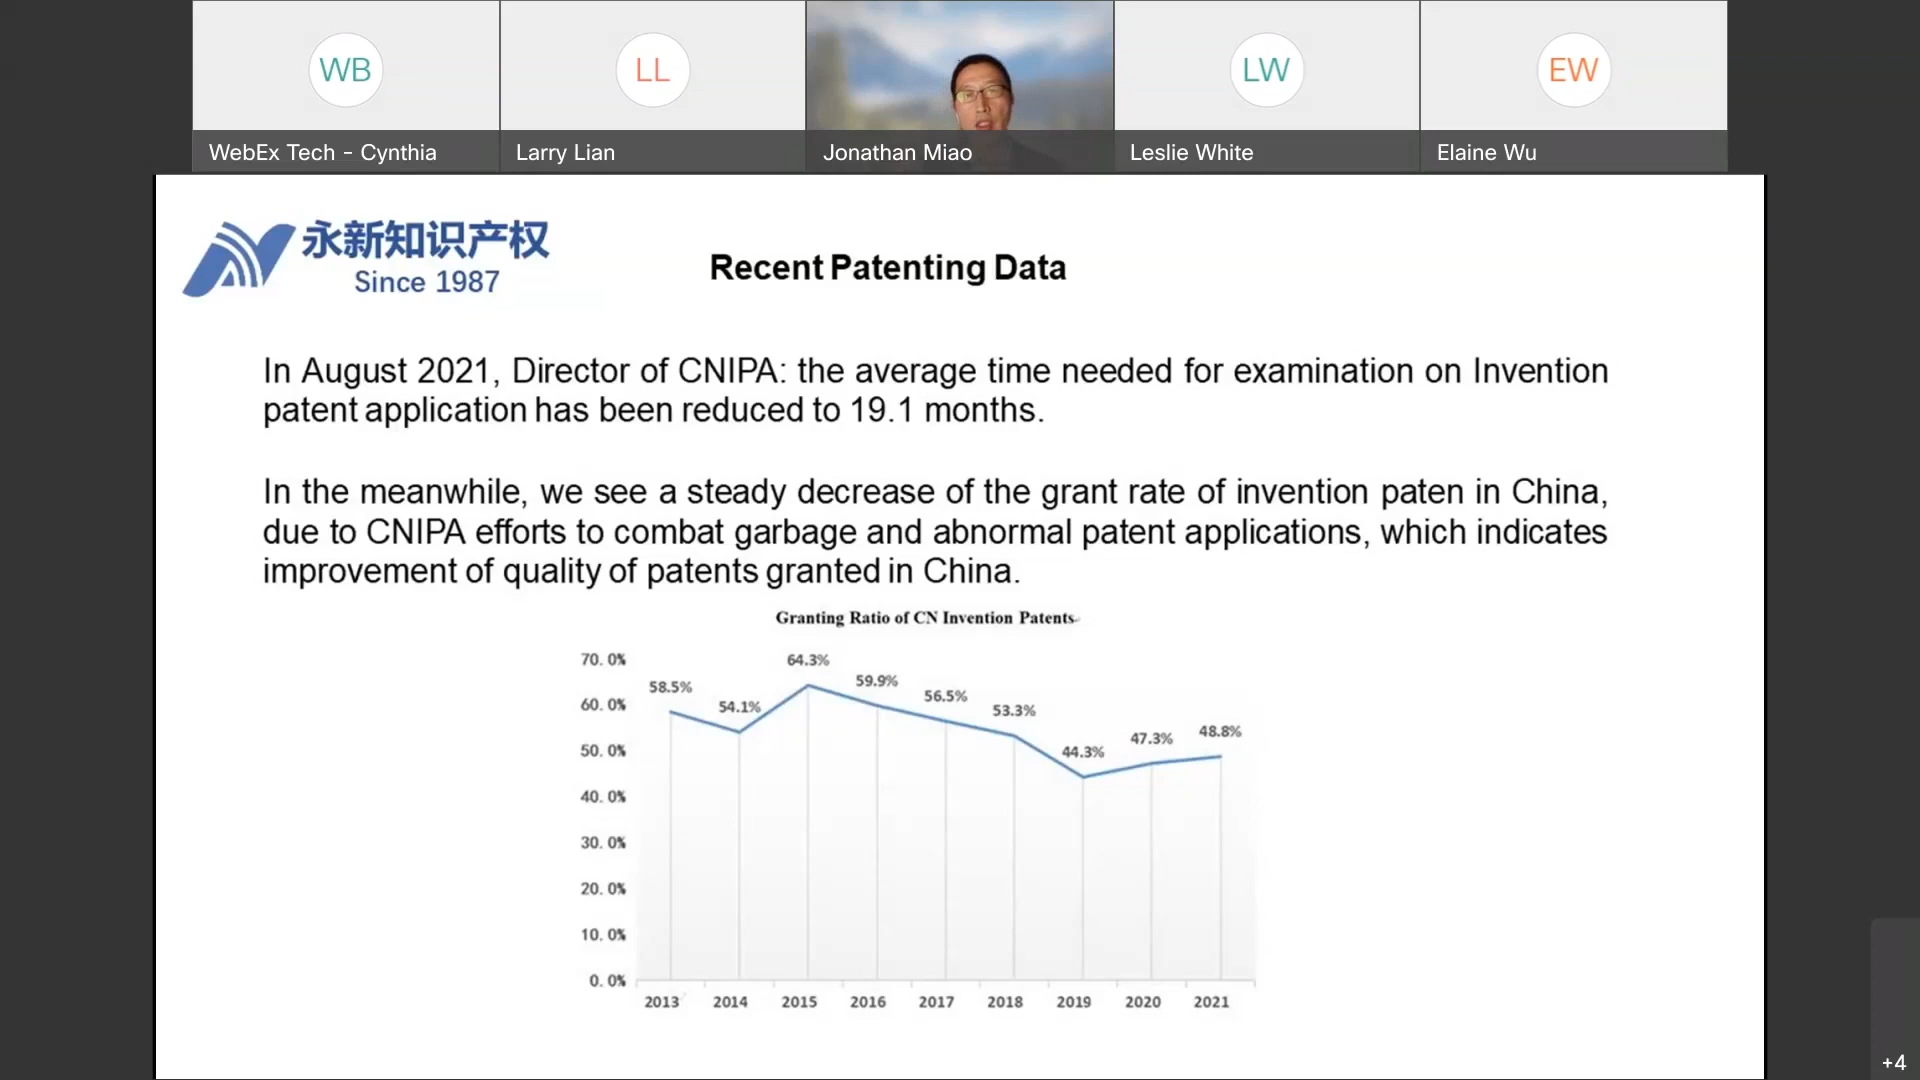 WB
LL
LW
EW
WebEx Tech - Cynthia
Larry Lian
Jonathan Miao
Leslie White
Elaine Wu
永新知识产权
Since 1987
Recent Patenting Data
In August 2021, Director of CNIPA: the average time needed for examination on Invention
patent application has been reduced to 19.1 months.
In the meanwhile, we see a steady decrease of the grant rate of invention paten in China,
due to CNIPA efforts to combat garbage and abnormal patent applications, which indicates
improvement of quality of patents granted in China.
Granting Ratio of CN Invention Patents
70.0%
60.0%
50.0%
40.0%
30.0%
20.0%
10.0%
0.0%
58.5%
54.1%
64.3%
59.9%
56.5%
53.3%
44.3%
47.3%
48.8%
2013
2014
2015
2016
2017
2018
2019
2020
2021
+4